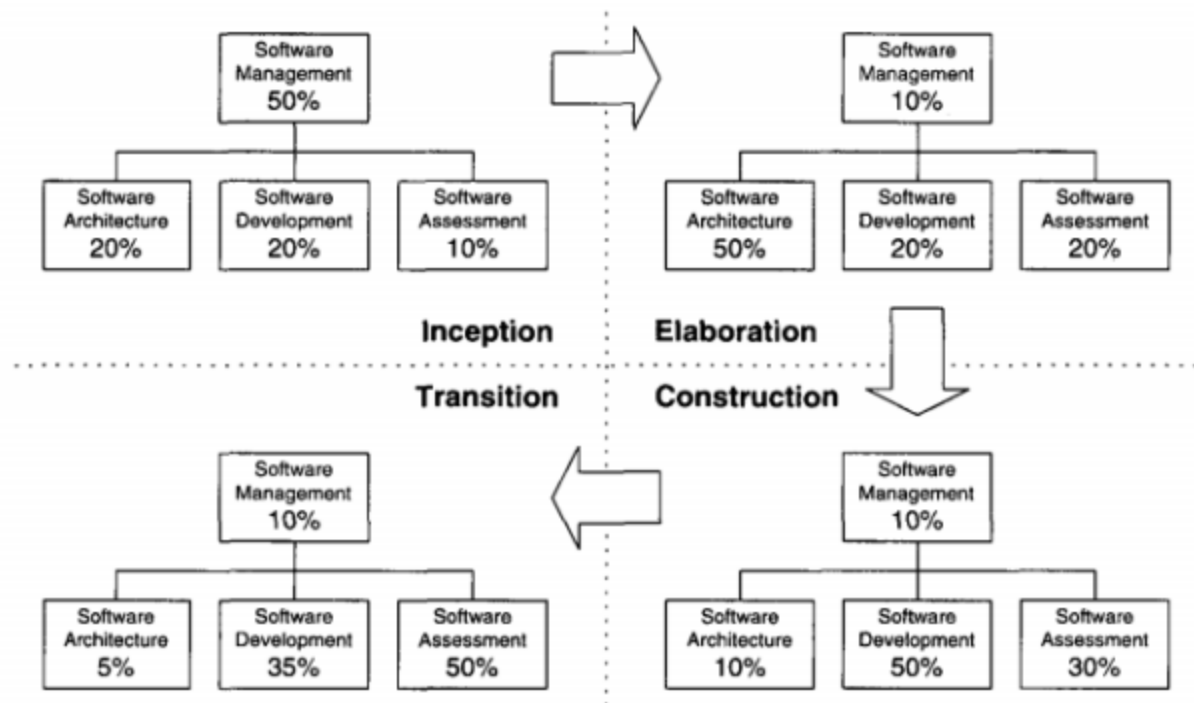 Software
Management
50%
Software
Architecture
20%
Software
Development
20%
Software
Assessment
10%
Inception
Software
Management
10%
Software
Architecture
50%
Software
Development
20%
Software
Assessment
20%
Elaboration
Transition
Software
Management
10%
Software
Architecture
5%
Software
Development
35%
Software
Assessment
50%
Construction
Software
Management
10%
Software
Architecture
10%
Software
Development
50%
Software
Assessment
30%